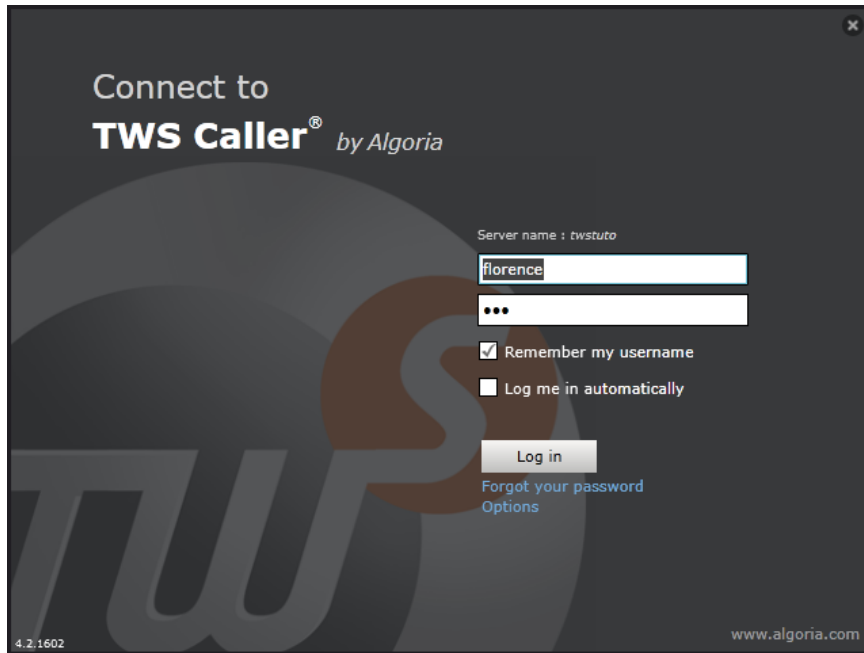 Connect to
TWS Caller® by Algoria
Server name : twstuto
florence
•••
Remember my username
Log me in automatically
Log in
Forgot your password
Options
TWS
4.2.1602
www.algoria.com